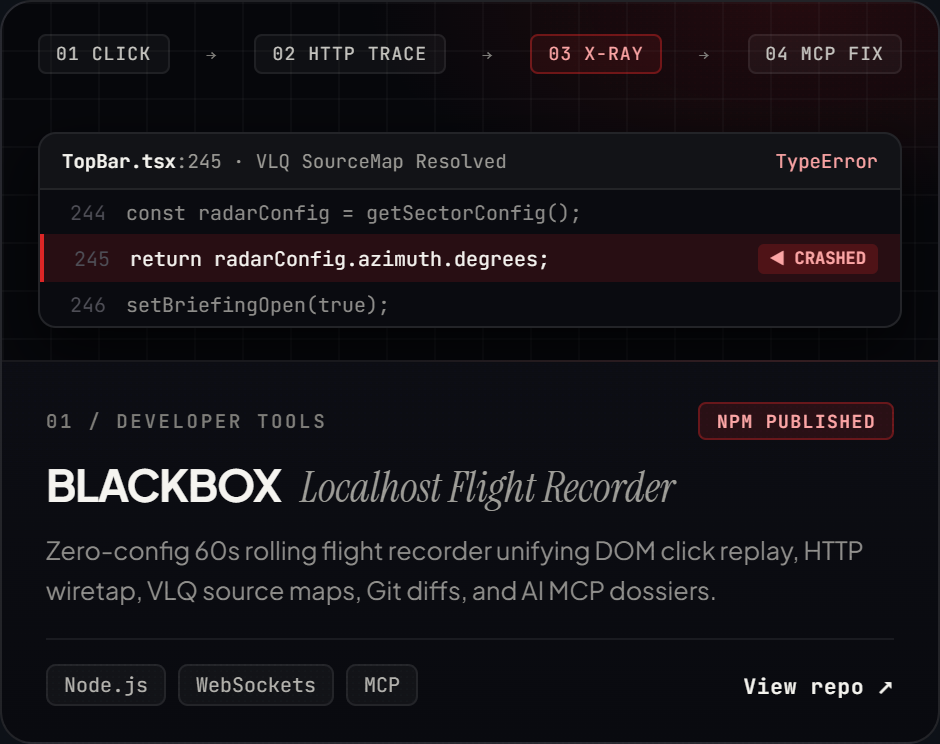 01 CLICK → 02 HTTP TRACE → 03 X-RAY → 04 MCP FIX
TopBar.tsx:245 · VLQ SourceMap Resolved TypeError
244 const radarConfig = getSectorConfig();
245 return radarConfig.azimuth.degrees; ◀ CRASHED
246 setBriefingOpen(true);
01 / DEVELOPER TOOLS NPM PUBLISHED
BLACKBOX Localhost Flight Recorder
Zero-config 60s rolling flight recorder unifying DOM click replay, HTTP
wiretap, VLQ source maps, Git diffs, and AI MCP dossiers.
Node.js WebSockets MCP View repo ↗